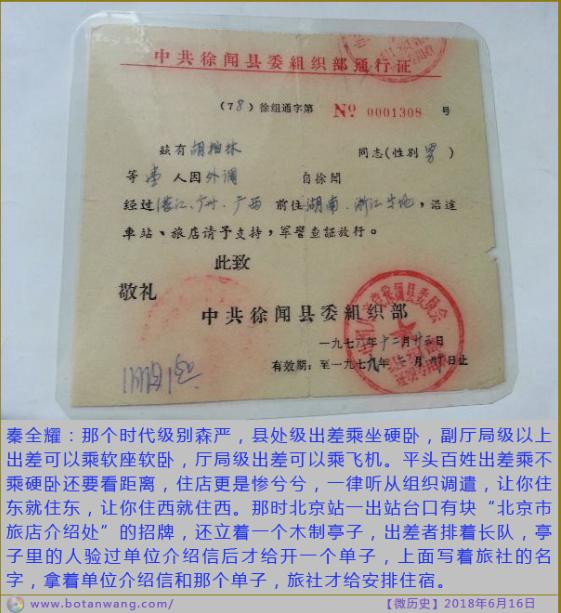 中共徐闻县委組织部通行证
（78）徐组通字第 № 0001308 号
兹有胡柏林 同志(性别男)
等壹人因外调 自徐闻
经过湛江、广州、广西 前往湖南、浙江等地，沿途
車站、旅店请予支持，军警查証放行。
此致
敬礼
中共徐闻县委組织部
一九七八年十二月廿二日
有效期：至一九七九年 月 日止
秦全耀：那个时代级别森严，县处级出差乘坐硬卧，副厅局级以上
出差可以乘软座软卧，厅局级出差可以乘飞机。平头百姓出差乘不
乘硬卧还要看距离，住店更是惨兮兮，一律听从组织调遣，让你住
东就住东，让你住西就住西。那时北京站一出站台口有块“北京市
旅店介绍处”的招牌，还立着一个木制亭子，出差者排着长队，亭
子里的人验过单位介绍信后才给开一个单子，上面写着旅社的名
字，拿着单位介绍信和那个单子，旅社才给安排住宿。
www.botanwang.com/ 【微历史】2018年6月16日